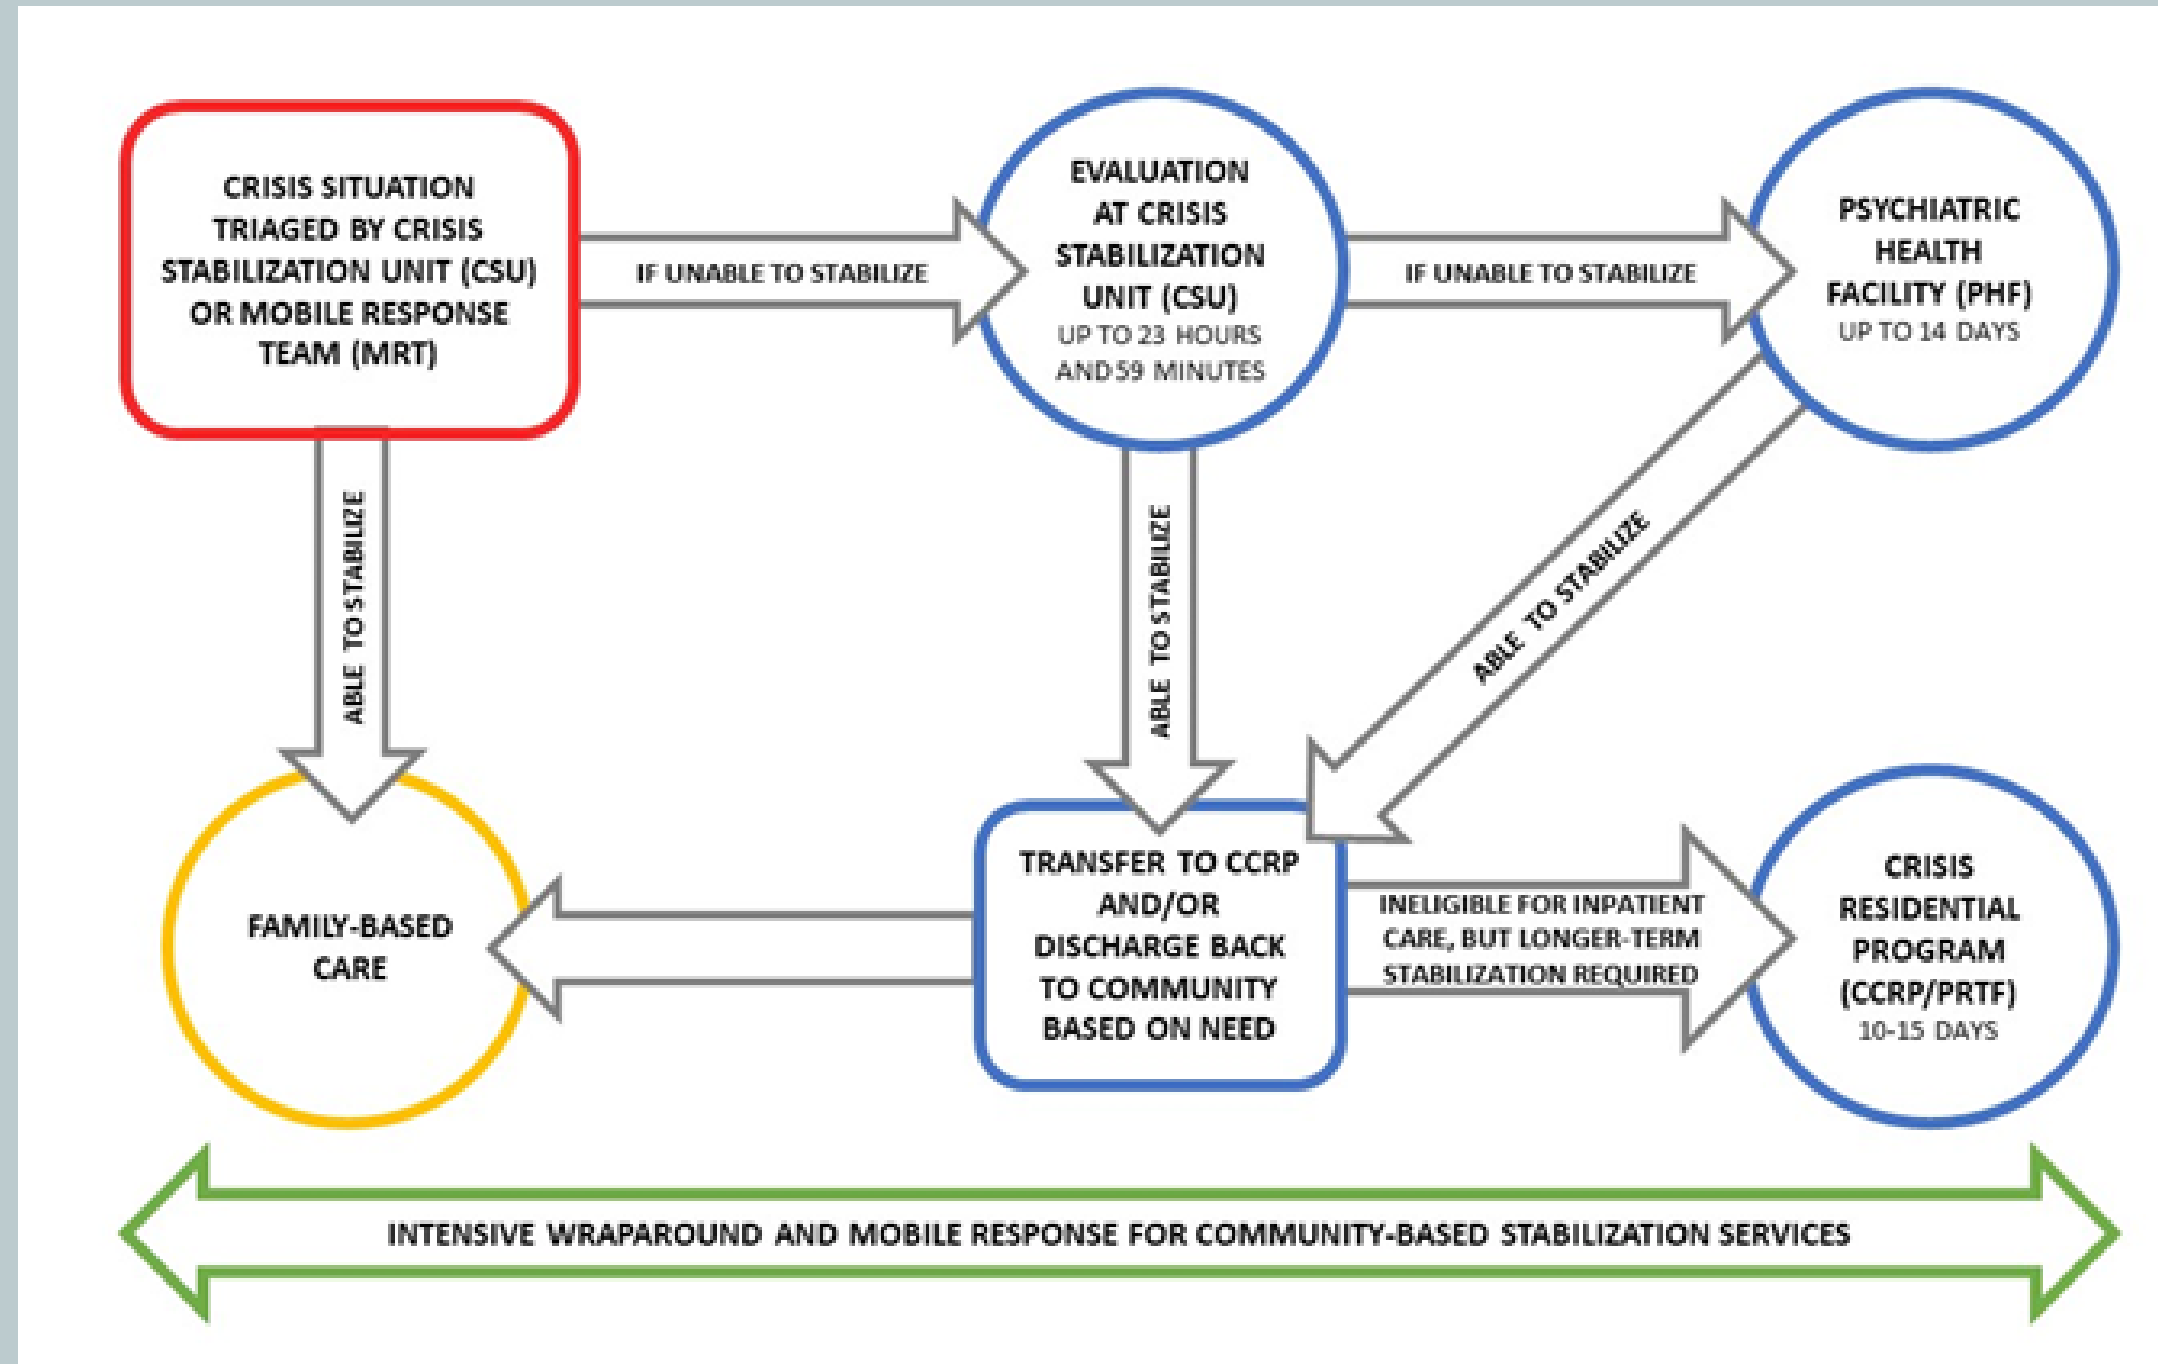 CRISIS SITUATION
TRIAGED BY CRISIS
STABILIZATION UNIT (CSU)
OR MOBILE RESPONSE
TEAM (MRT)
IF UNABLE TO STABILIZE
EVALUATION
AT CRISIS
STABILIZATION
UNIT (CSU)
UP TO 23 HOURS
AND 59 MINUTES
IF UNABLE TO STABILIZE
PSYCHIATRIC
HEALTH
FACILITY (PHF)
UP TO 14 DAYS
ABLE TO STABILIZE
ABLE TO STABILIZE
ABLE TO STABILIZE
FAMILY-BASED
CARE
TRANSFER TO CCRP
AND/OR
DISCHARGE BACK
TO COMMUNITY
BASED ON NEED
INELIGIBLE FOR INPATIENT
CARE, BUT LONGER-TERM
STABILIZATION REQUIRED
CRISIS
RESIDENTIAL
PROGRAM
(CCRP/PRTF)
10-15 DAYS
INTENSIVE WRAPAROUND AND MOBILE RESPONSE FOR COMMUNITY-BASED STABILIZATION SERVICES